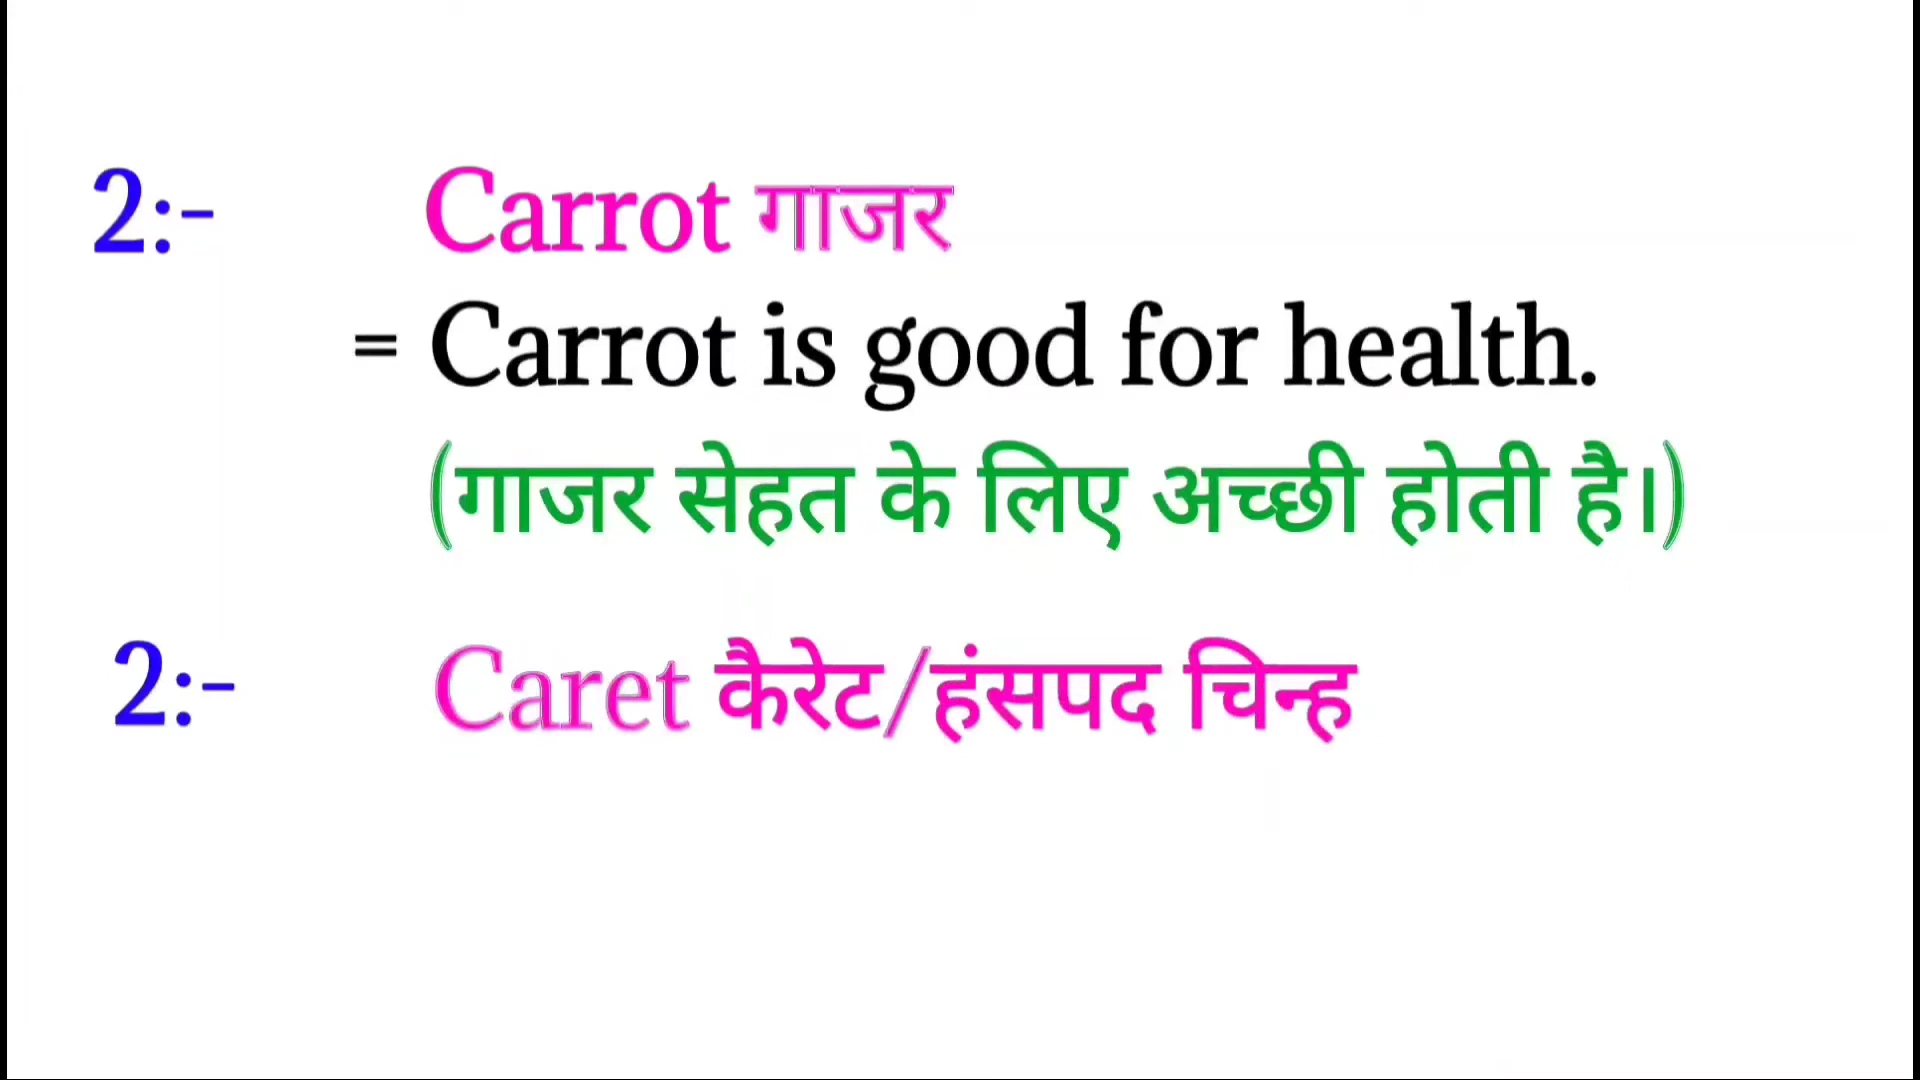 2:- Carrot गाजर
= Carrot is good for health.
(गाजर सेहत के लिए अच्छी होती है।)
2:- Caret कैरेट/हंसपद चिन्ह